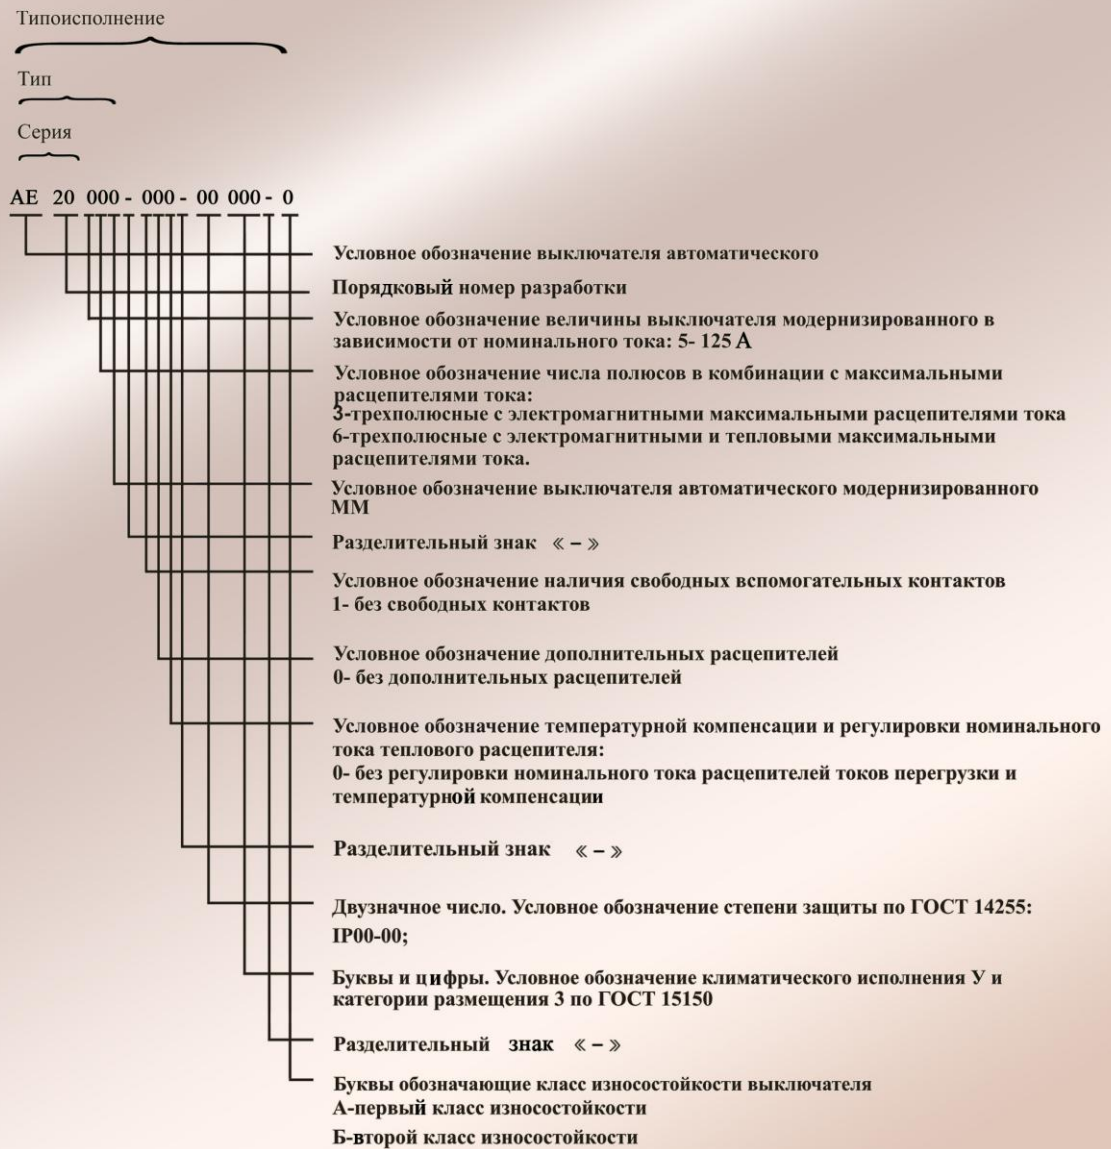 Типоисполнение
Тип
Серия
АЕ 20 000 - 000 - 00 000 - 0
Условное обозначение выключателя автоматического
Порядковый номер разработки
Условное обозначение величины выключателя модернизированного в
зависимости от номинального тока: 5- 125 А
Условное обозначение числа полюсов в комбинации с максимальными
расцепителями тока:
3-трехполюсные с электромагнитными максимальными расцепителями тока
6-трехполюсные с электромагнитными и тепловыми максимальными
расцепителями тока.
Условное обозначение выключателя автоматического модернизированного
ММ
Разделительный знак « – »
Условное обозначение наличия свободных вспомогательных контактов
1- без свободных контактов
Условное обозначение дополнительных расцепителей
0- без дополнительных расцепителей
Условное обозначение температурной компенсации и регулировки номинального
тока теплового расцепителя:
0- без регулировки номинального тока расцепителей токов перегрузки и
температурной компенсации
Разделительный знак « – »
Двузначное число. Условное обозначение степени защиты по ГОСТ 14255:
IP00-00;
Буквы и цифры. Условное обозначение климатического исполнения У и
категории размещения 3 по ГОСТ 15150
Разделительный знак « – »
Буквы обозначающие класс износостойкости выключателя
А-первый класс износостойкости
Б-второй класс износостойкости